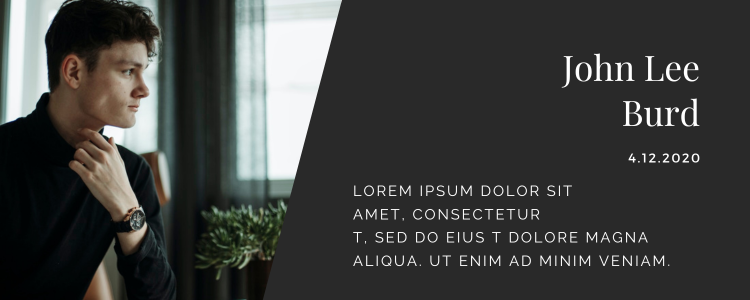 John Lee
Burd
4.12.2020
LOREM IPSUM DOLOR SIT
AMET, CONSECTETUR
T, SED DO EIUS T DOLORE MAGNA
ALIQUA. UT ENIM AD MINIM VENIAM.